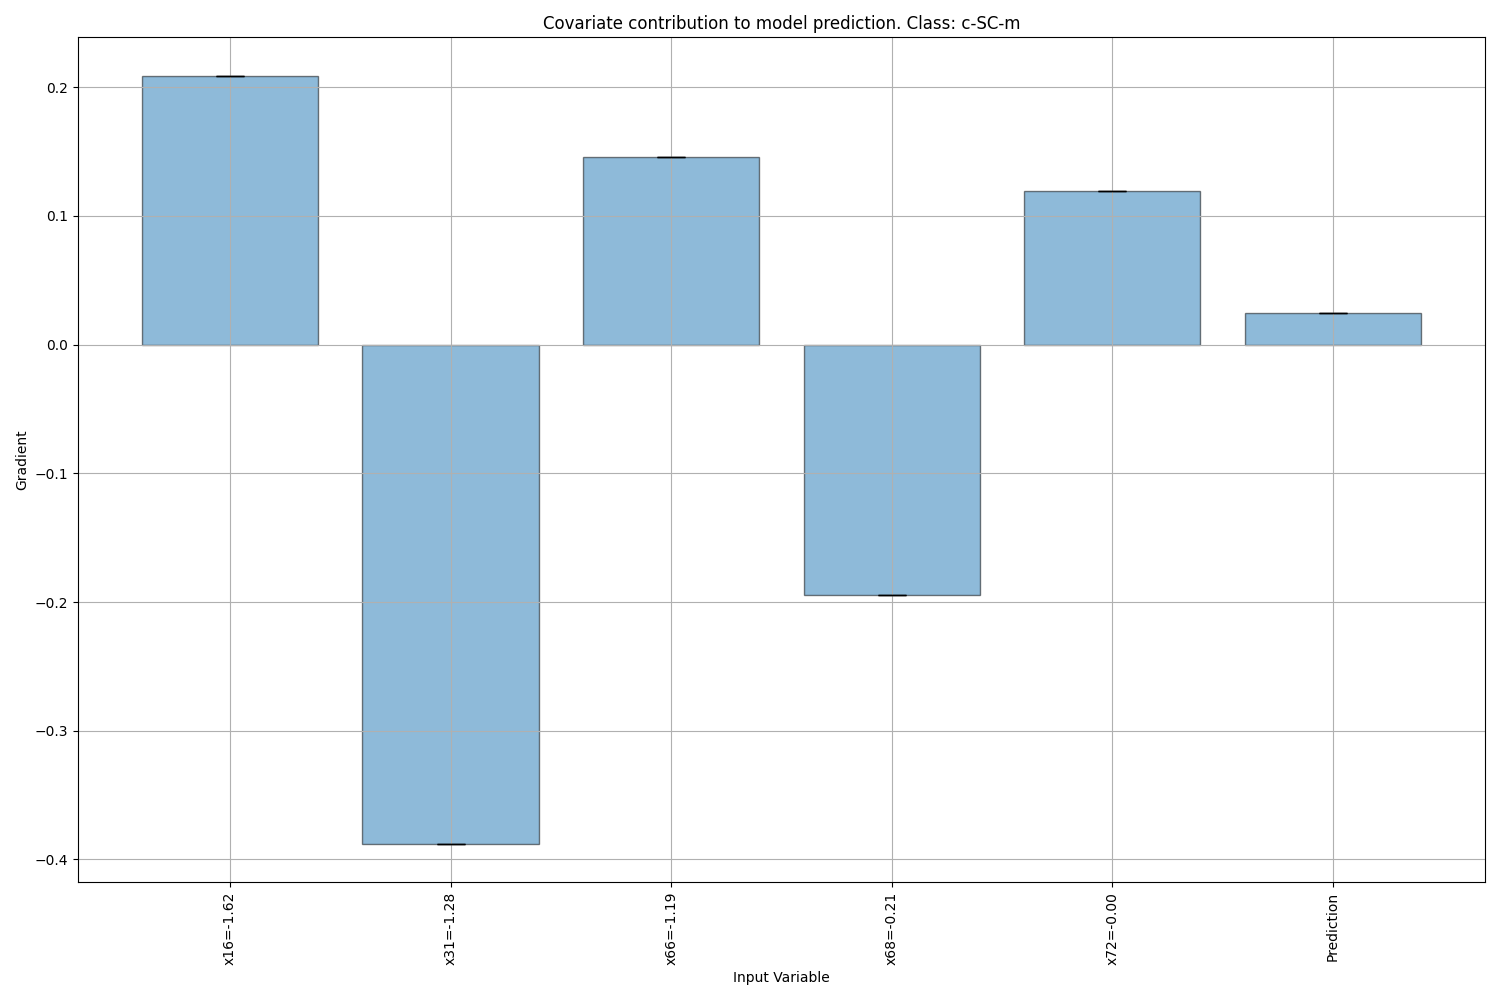 Covariate contribution to model prediction. Class: c-SC-m
0.2
0.1
0.0
−0.1
−0.2
−0.3
−0.4
Gradient
x16=-1.62
x31=-1.28
x66=-1.19
x68=-0.21
x72=-0.00
Prediction
Input Variable